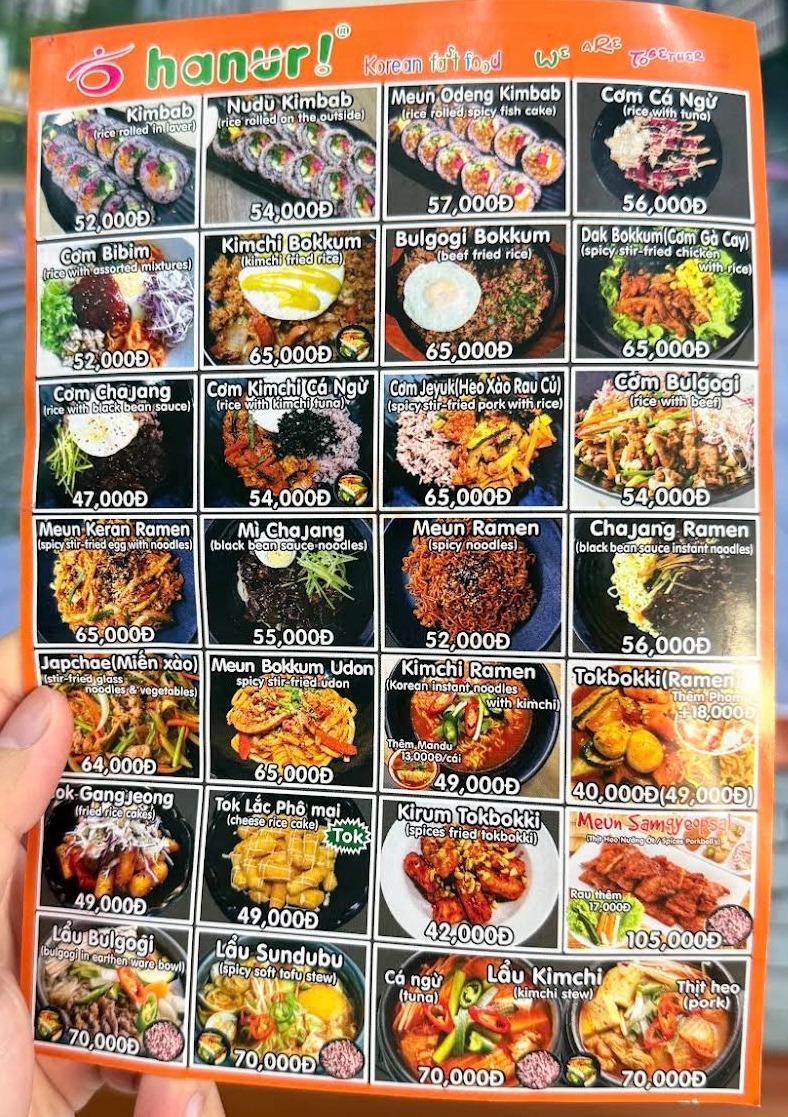 hanur!®
Korean fast food
WE ARE TOGETHER
Kimbab
(rice rolled in laver)
52,000Đ
Nudu Kimbab
(rice rolled on the outside)
54,000Đ
Meun Odeng Kimbab
(rice rolled spicy fish cake)
57,000Đ
Cơm Cá Ngừ
(rice with tuna)
56,000Đ
Cơm Bibim
(rice with assorted mixtures)
52,000Đ
Kimchi Bokkum
(kimchi fried rice)
65,000Đ
Bulgogi Bokkum
(beef fried rice)
65,000Đ
Dak Bokkum(Cơm Gà Cay)
(spicy stir-fried chicken
with rice)
65,000Đ
Cơm Chajang
(rice with black bean sauce)
47,000Đ
Cơm Kimchi Cá Ngừ
(rice with kimchi tuna)
54,000Đ
Cơm Jeyuk(Heo Xào Rau Củ)
(spicy stir-fried pork with rice)
65,000Đ
Cơm Bulgogi
(rice with beef)
54,000Đ
Meun Keran Ramen
(spicy stir-fried egg with noodles)
65,000Đ
Mì Chajang
(black bean sauce noodles)
55,000Đ
Meun Ramen
(spicy noodles)
52,000Đ
Chajang Ramen
(black bean sauce instant noodles)
56,000Đ
Japchae(Miến xào)
(stir-fried glass
noodles & vegetables)
64,000Đ
Meun Bokkum Udon
spicy stir-fried udon
65,000Đ
Kimchi Ramen
(Korean instant noodles
with kimchi)
Thêm Mandu
13,000Đ/cái
49,000Đ
Tokbokki(Ramen)
Thêm Phom
+18,000Đ
40,000Đ(49,000Đ)
ok-Gangjeong
(fried rice cakes)
49,000Đ
Tok Lắc Phô mai
(cheese rice cake)
Tok
49,000Đ
Kirum Tokbokki
(spices fried tokbokki)
42,000Đ
Meun Samgyeopsal
(Thịt Heo Nướng Ớt / Spices Porkbelly)
Rau thêm
17,000Đ
105,000Đ
Lẩu Bulgogi
(bulgogi in earthen ware bowl)
70,000Đ
Lẩu Sundubu
(spicy soft tofu stew)
70,000Đ
Lẩu Kimchi
(kimchi stew)
Cá ngừ
(tuna)
70,000Đ
Thịt heo
(pork)
70,000Đ